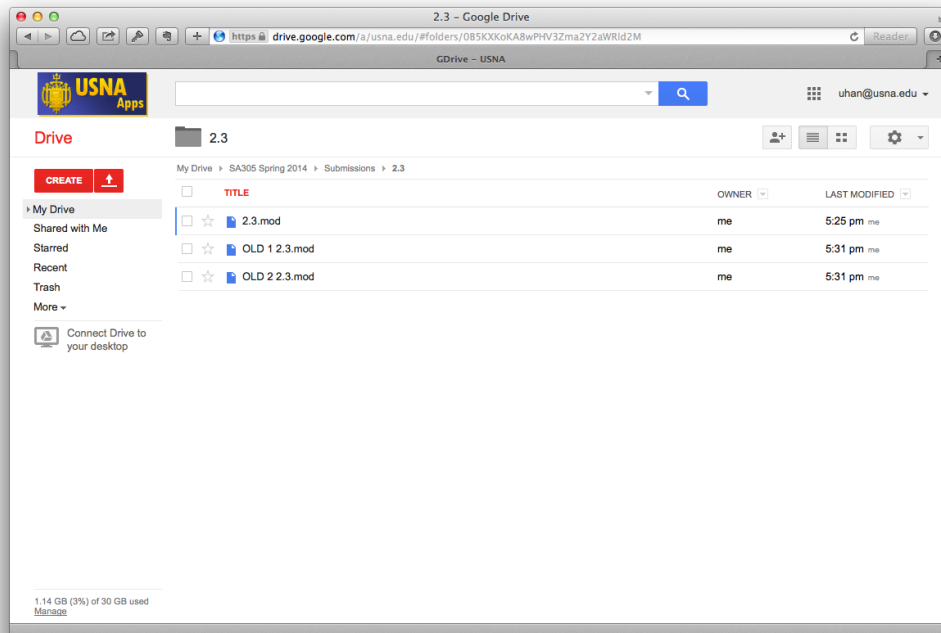 2.3 – Google Drive
https drive.google.com/a/usna.edu/#folders/0B5KXXKoKA8wPHV3Zma2Y2aWRld2M
Reader
GDrive – USNA
USNA
Apps
uhan@usna.edu
Drive
2.3
My Drive SA305 Spring 2014 Submissions 2.3
CREATE
TITLE OWNER LAST MODIFIED
My Drive
2.3.mod me 5:25 pm me
Shared with Me
Starred
OLD 1 2.3.mod me 5:31 pm me
Recent
OLD 2 2.3.mod me 5:31 pm me
Trash
More
Connect Drive to
your desktop
1.14 GB (3%) of 30 GB used
Manage